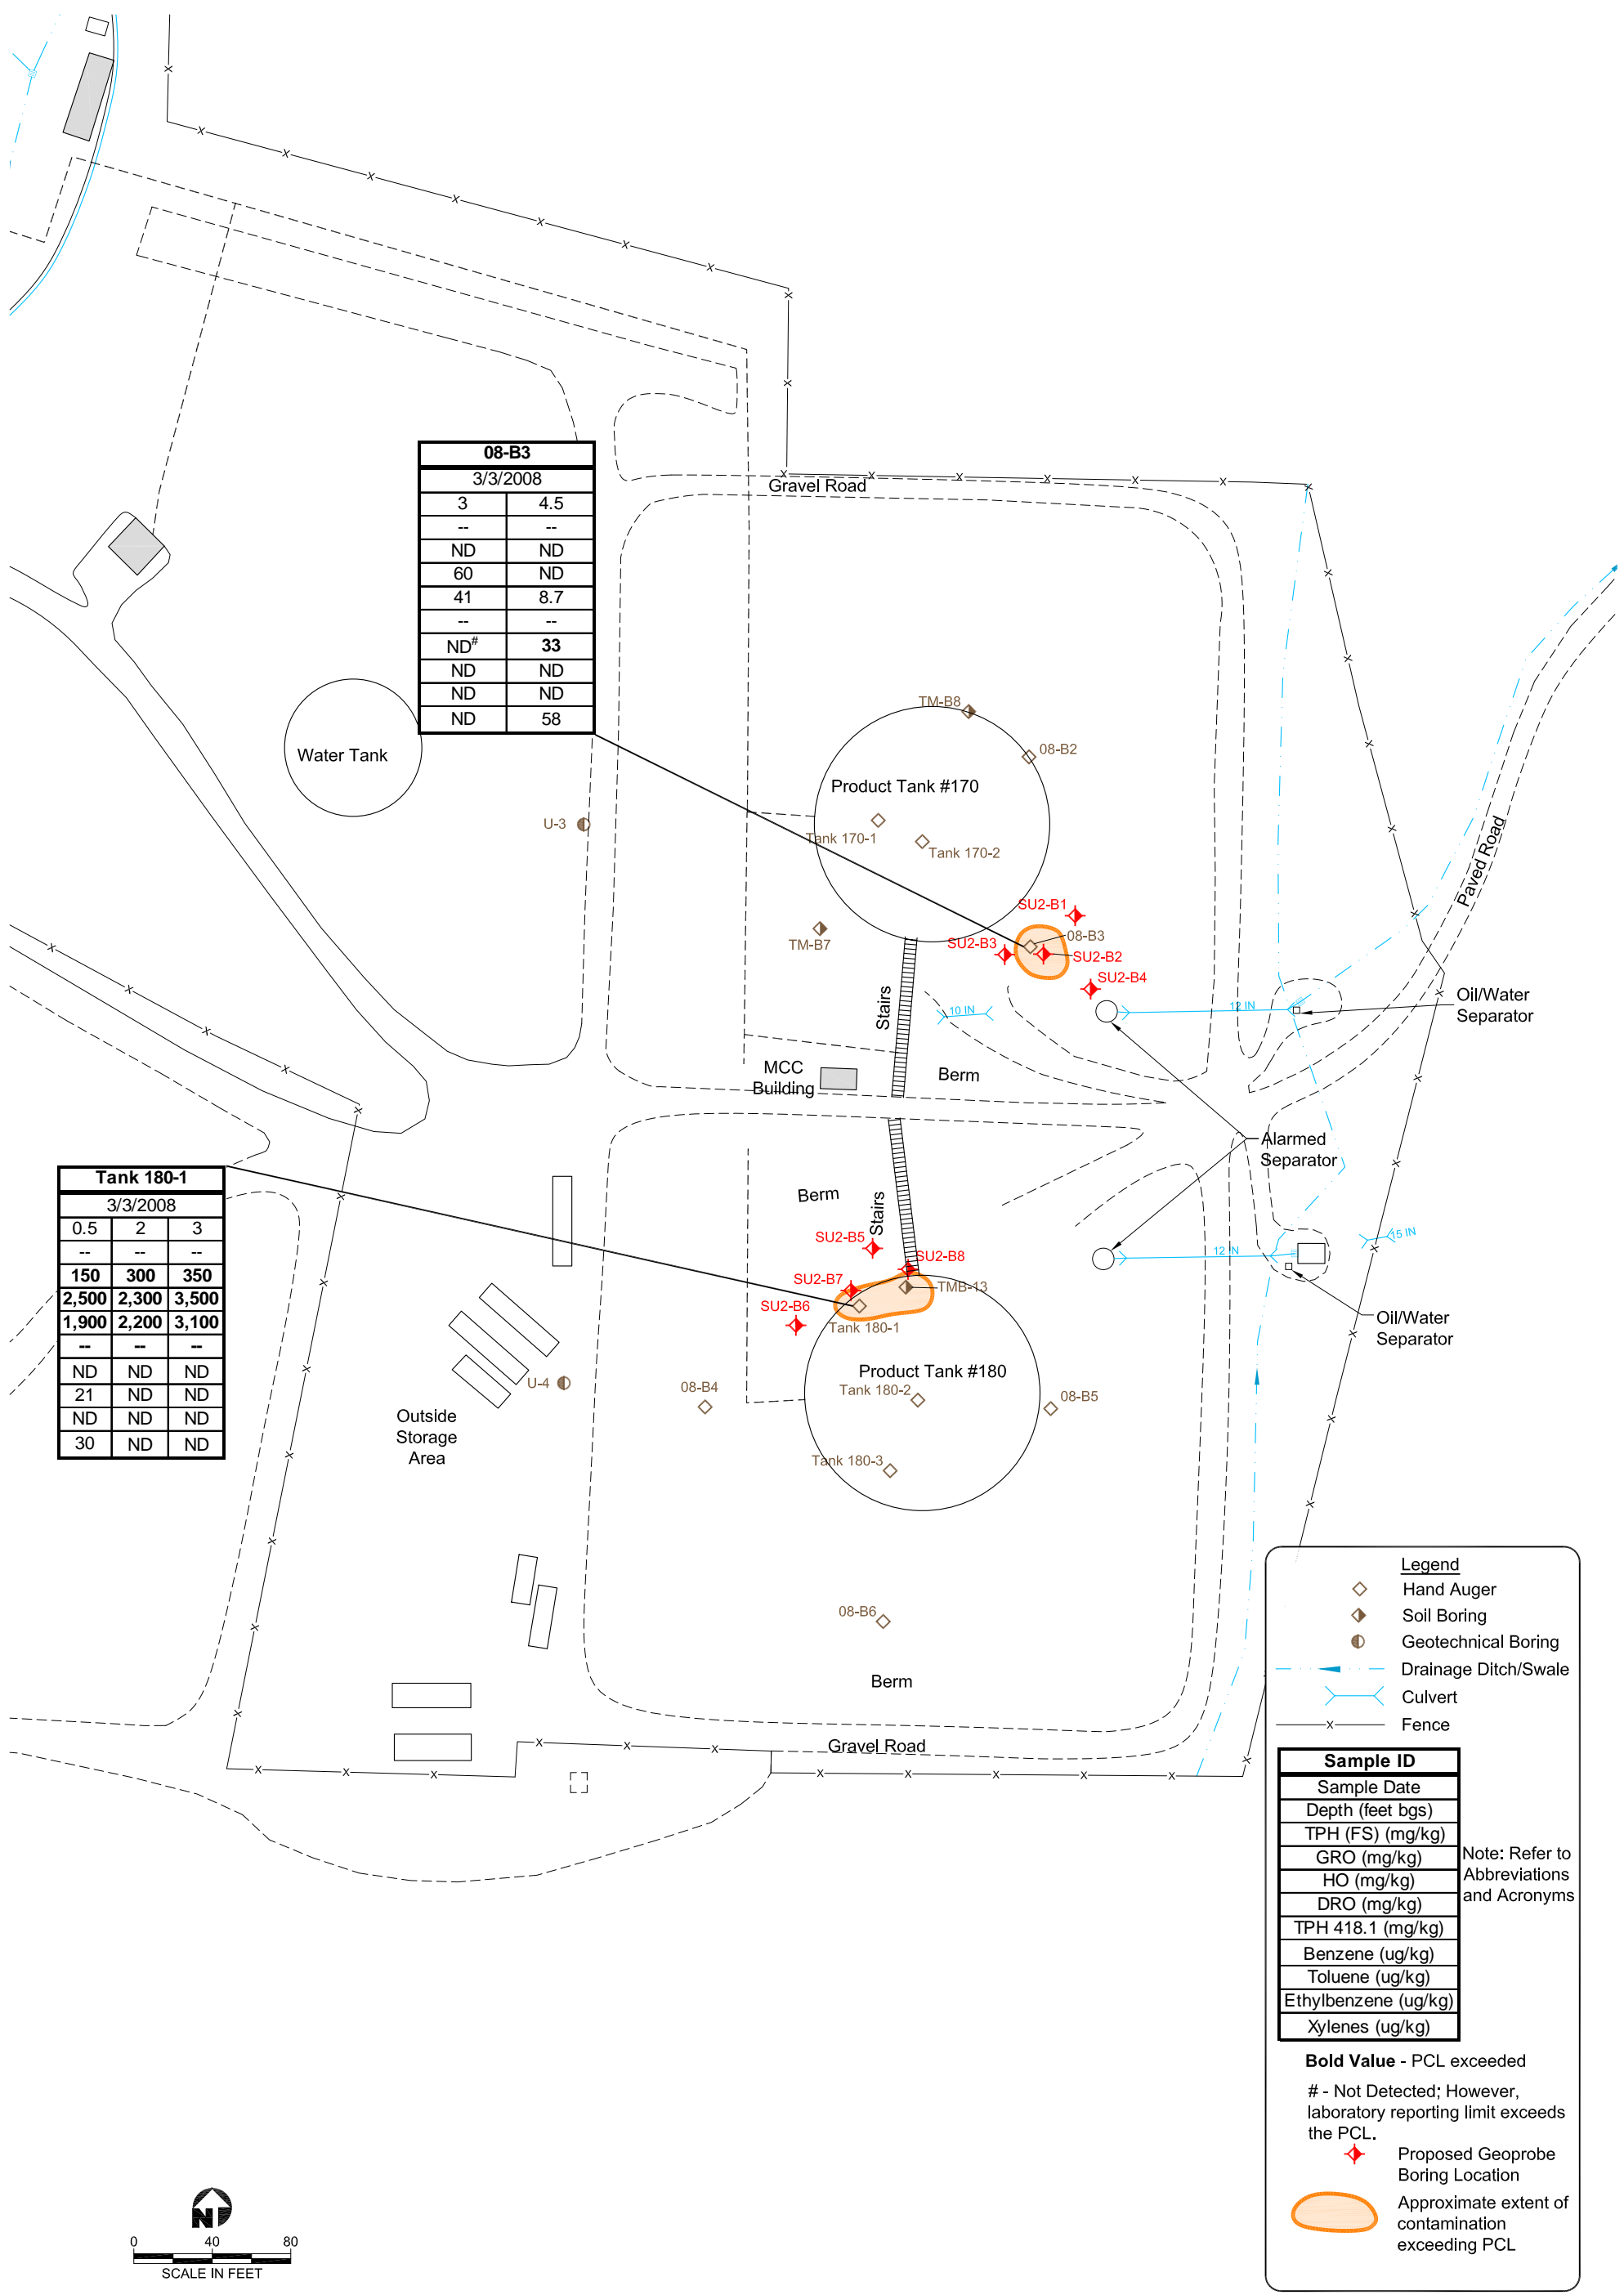 08-B3
3/3/2008
3 4.5
-- --
ND ND
60 ND
41 8.7
-- --
ND# 33
ND ND
ND ND
ND 58
Gravel Road
Water Tank
TM-B8
08-B2
Product Tank #170
U-3
Tank 170-1
Tank 170-2
Paved Road
SU2-B1
TM-B7
08-B3
SU2-B3
SU2-B2
SU2-B4
Stairs
10 IN
12 IN
Oil/Water
Separator
MCC
Building
Berm
Alarmed
Separator
Tank 180-1
3/3/2008
0.5 2 3
-- -- --
150 300 350
2,500 2,300 3,500
1,900 2,200 3,100
-- -- --
ND ND ND
21 ND ND
ND ND ND
30 ND ND
Berm
Stairs
SU2-B5
SU2-B8
12 IN
15 IN
SU2-B7
TMB-13
SU2-B6
Tank 180-1
Oil/Water
Separator
Product Tank #180
U-4
08-B4
Tank 180-2
08-B5
Outside
Storage
Area
Tank 180-3
08-B6
Berm
Gravel Road
Legend
Hand Auger
Soil Boring
Geotechnical Boring
Drainage Ditch/Swale
Culvert
x Fence
Sample ID
Sample Date
Depth (feet bgs)
TPH (FS) (mg/kg)
GRO (mg/kg)
HO (mg/kg)
DRO (mg/kg)
TPH 418.1 (mg/kg)
Benzene (ug/kg)
Toluene (ug/kg)
Ethylbenzene (ug/kg)
Xylenes (ug/kg)
Note: Refer to
Abbreviations
and Acronyms
Bold Value - PCL exceeded
# - Not Detected; However,
laboratory reporting limit exceeds
the PCL.
Proposed Geoprobe
Boring Location
Approximate extent of
contamination
exceeding PCL
N
0 40 80
SCALE IN FEET